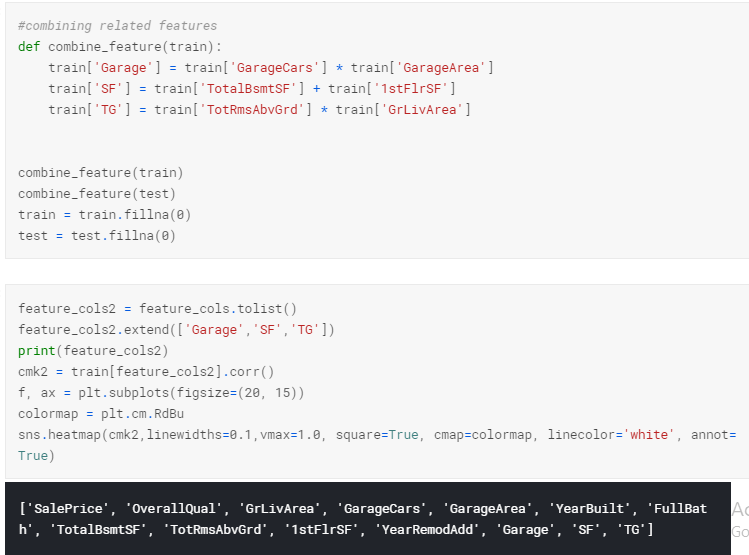 #combining related features
def combine_feature(train):
    train['Garage'] = train['GarageCars'] * train['GarageArea']
    train['SF'] = train['TotalBsmtSF'] + train['1stFlrSF']
    train['TG'] = train['TotRmsAbvGrd'] * train['GrLivArea']
combine_feature(train)
combine_feature(test)
train = train.fillna(0)
test = test.fillna(0)
feature_cols2 = feature_cols.tolist()
feature_cols2.extend(['Garage','SF','TG'])
print(feature_cols2)
cmk2 = train[feature_cols2].corr()
f, ax = plt.subplots(figsize=(20, 15))
colormap = plt.cm.RdBu
sns.heatmap(cmk2,linewidths=0.1,vmax=1.0, square=True, cmap=colormap, linecolor='white', annot=
True)
['SalePrice', 'OverallQual', 'GrLivArea', 'GarageCars', 'GarageArea', 'YearBuilt', 'FullBat
h', 'TotalBsmtSF', 'TotRmsAbvGrd', '1stFlrSF', 'YearRemodAdd', 'Garage', 'SF', 'TG']
Go